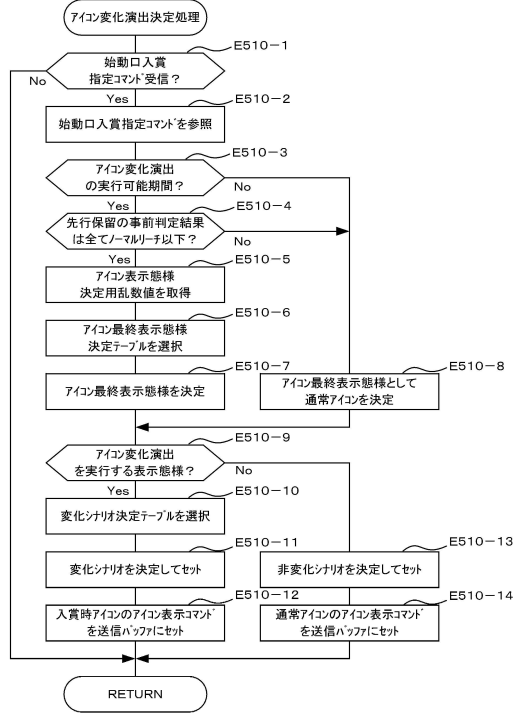 アイコン変化演出決定処理
E510-1
始動口入賞
指定コマンド受信？
No
Yes
E510-2
始動口入賞指定コマンドを参照
E510-3
アイコン変化演出
の実行可能期間？
No
Yes
E510-4
先行保留の事前判定結果
は全てノーマルリーチ以下？
No
Yes
E510-5
アイコン表示態様
決定用乱数値を取得
E510-6
アイコン最終表示態様
決定テーブルを選択
E510-7
アイコン最終表示態様を決定
E510-8
アイコン最終表示態様として
通常アイコンを決定
E510-9
アイコン変化演出
を実行する表示態様？
No
Yes
E510-10
変化シナリオ決定テーブルを選択
E510-11
変化シナリオを決定してセット
E510-13
非変化シナリオを決定してセット
E510-12
入賞時アイコンのアイコン表示コマンド
を送信バッファにセット
E510-14
通常アイコンのアイコン表示コマンド
を送信バッファにセット
RETURN